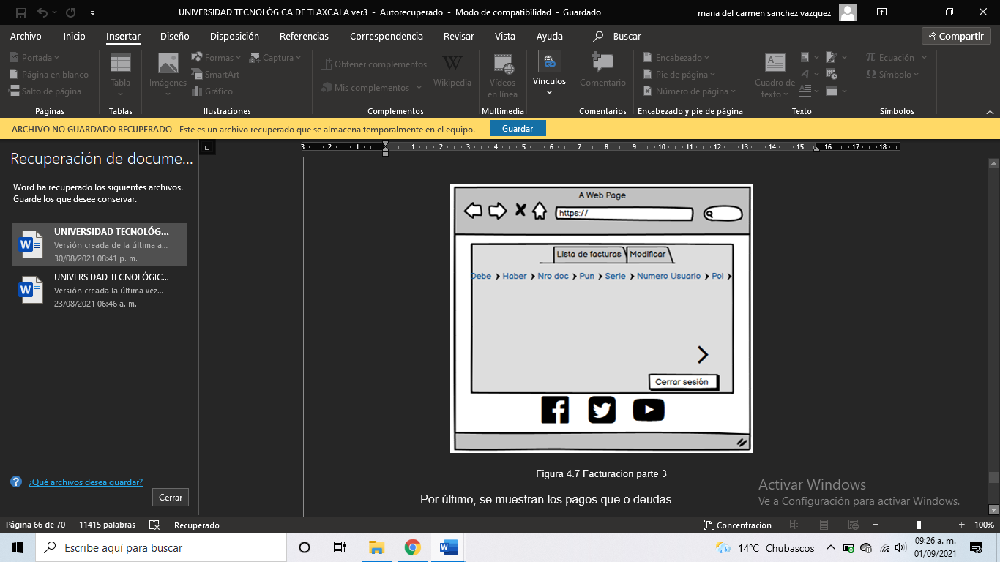 UNIVERSIDAD TECNOLÓGICA DE TLAXCALA ver3 - Autorecuperado - Modo de compatibilidad - Guardado
maria del carmen sanchez vazquez
Archivo Inicio Insertar Diseño Disposición Referencias Correspondencia Revisar Vista Ayuda Buscar Compartir
Portada
Página en blanco
Salto de página
Páginas
Tabla
Tablas
Imágenes
Formas
SmartArt
Gráfico
Captura
Ilustraciones
Obtener complementos
Mis complementos
Wikipedia
Complementos
Vídeos
en línea
Multimedia
Vínculos
Comentario
Comentarios
Encabezado
Pie de página
Número de página
Encabezado y pie de página
Cuadro de
texto
Texto
Ecuación
Símbolo
Símbolos
ARCHIVO NO GUARDADO RECUPERADO Este es un archivo recuperado que se almacena temporalmente en el equipo. Guardar
3 2 1 1 2 3 4 5 6 7 8 9 10 11 12 13 14 15 16 17 18
Recuperación de docume...
Word ha recuperado los siguientes archivos.
Guarde los que desee conservar.
UNIVERSIDAD TECNOLÓG...
Versión creada de la última a...
30/08/2021 08:41 p. m.
UNIVERSIDAD TECNOLÓGIC...
Versión creada la última vez...
23/08/2021 06:46 a. m.
¿Qué archivos desea guardar?
Cerrar
A Web Page
https://
Lista de facturas Modificar
Debe Haber Nro doc Pun Serie Numero Usuario Pol
Cerrar sesión
Figura 4.7 Facturacion parte 3
Por último, se muestran los pagos que o deudas.
Activar Windows
Ve a Configuración para activar Windows.
Página 66 de 70 11415 palabras Recuperado Concentración 100%
Escribe aquí para buscar
14°C Chubascos
09:26 a. m.
01/09/2021